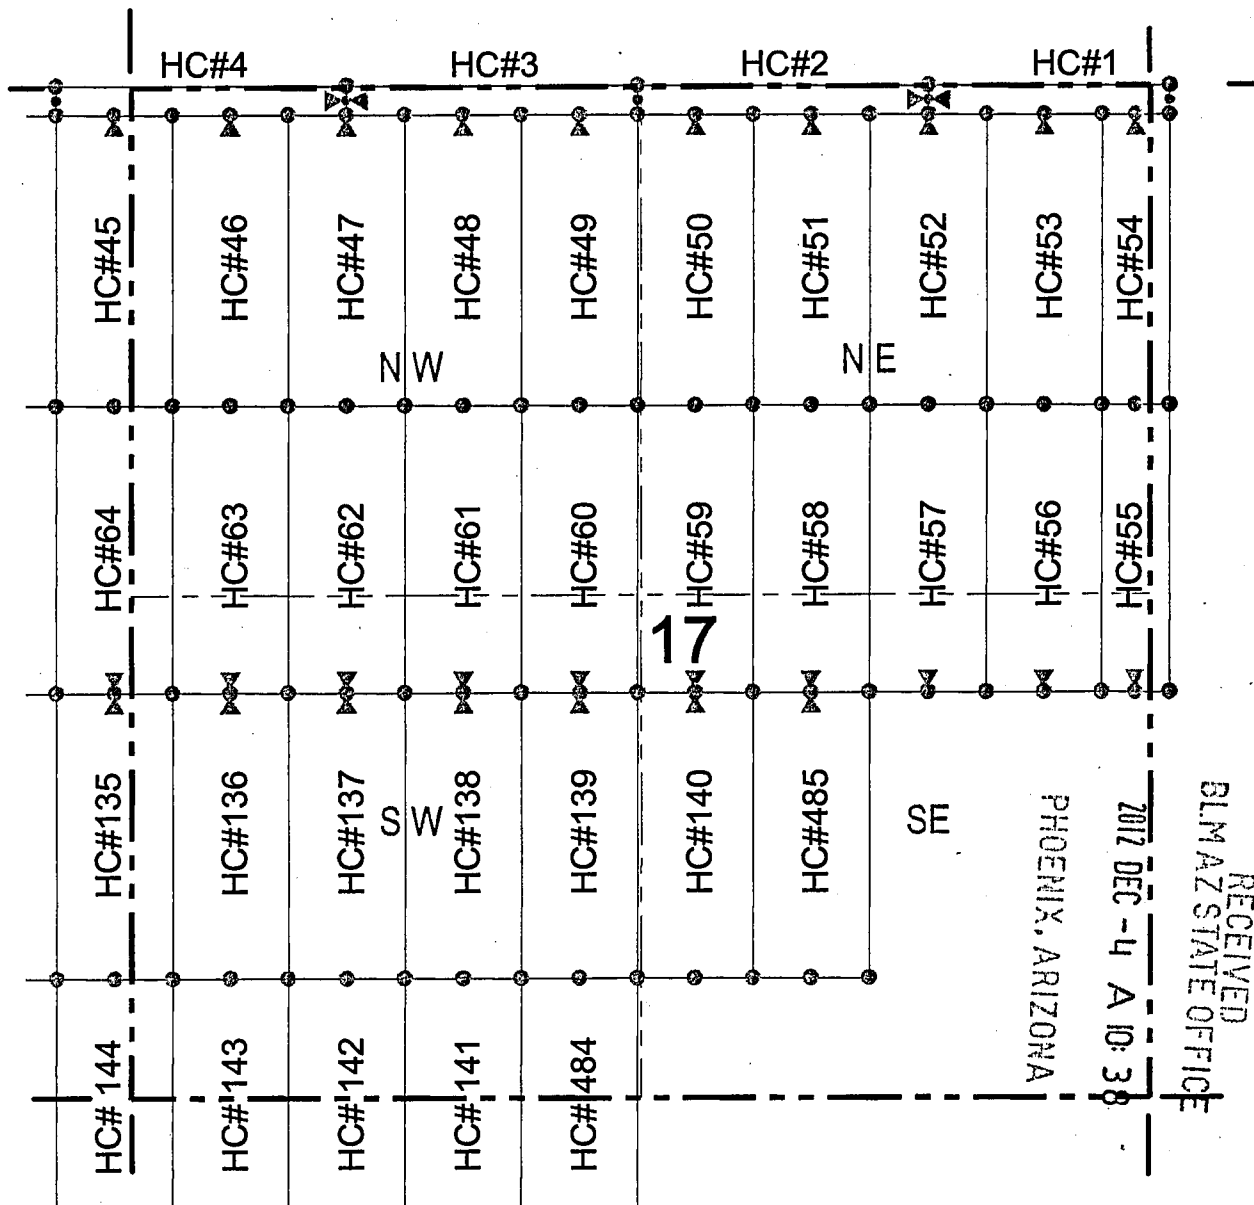 HC#4 HC#3 HC#2 HC#1
HC#45 HC#46 HC#47 HC#48 HC#49 HC#50 HC#51 HC#52 HC#53 HC#54
NW NE
HC#64 HC#63 HC#62 HC#61 HC#60 HC#59 HC#58 HC#57 HC#56 HC#55
17
HC#135 HC#136 HC#137 HC#138 HC#139 HC#140 HC#485
SW SE
HC# 144 HC# 143 HC# 142 HC# 141 HC# 484
RECEIVED
BLM AZ STATE OFFICE
2012 DEC -4 A 10: 38
PHOENIX, ARIZONA